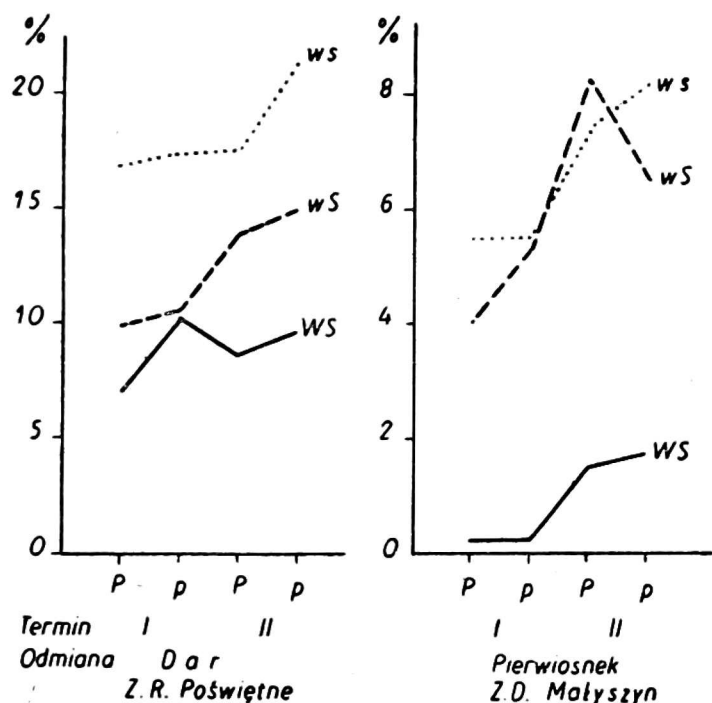 %
20
15
10
5
0
ws
wS
WS
P p P p
Termin I II
Odmiana Dar
Z.R. Poświętne
%
8
6
4
2
0
ws
wS
WS
P p P p
I II
Pierwiosnek
Z.D. Małyszyn